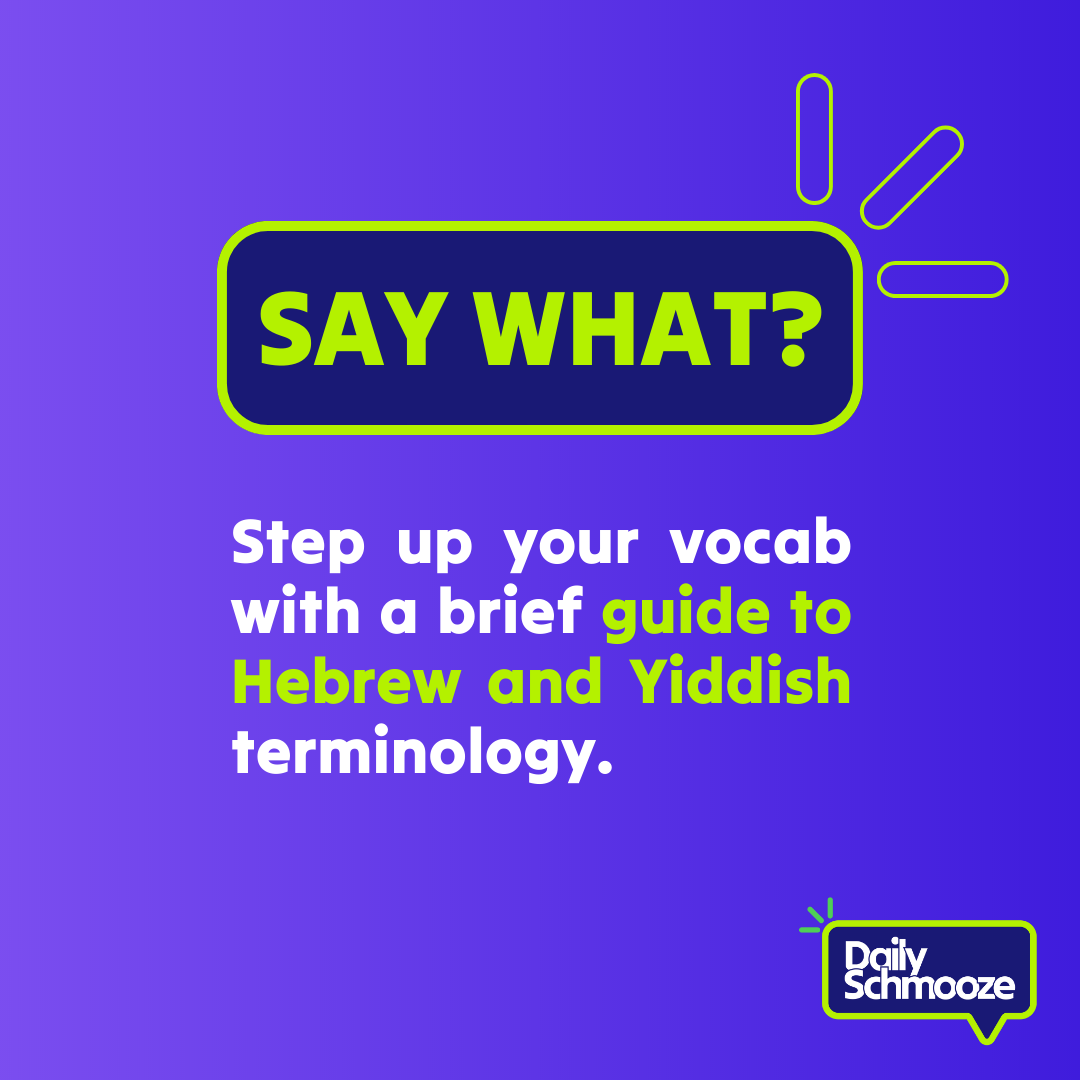 SAY WHAT?
Step up your vocab
with a brief guide to
Hebrew and Yiddish
terminology.
Daily
Schmooze